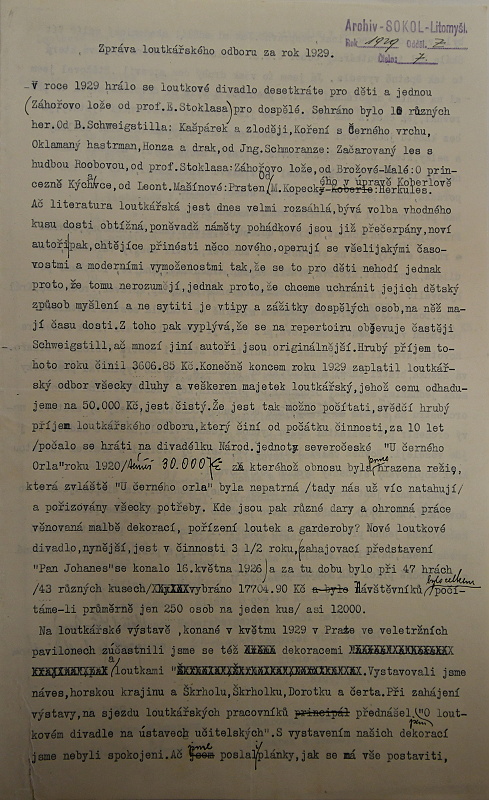 Archiv-SOKOL-Litomyšl.
Rok 1929 Odděl. 7.
Číslo 7.
Zpráva loutkářského odboru za rok 1929.
V roce 1929 hrálo se loutkové divadlo desetkráte pro děti a jednou
(Záhořovo lože od prof.E.Stoklasa)pro dospělé. Sehráno bylo 10 různých
her.Od B.Schweigstilla: Kašpárek a zloději,Koření s černého vrchu,
Oklamaný hastrman,Honza a drak,od Jng.Schmoranze: Začarovaný les s
hudbou Roobovou,od prof.Stoklasa:Záhořovo lože,od Brožové-Malé:O prin-
cezně Kýchavce,od Leont.Mašínové:Prsten,od M.Kopeckého v úpravě Koberlově :Herkules.
Ač literatura loutkářská jest dnes velmi rozsáhlá,bývá volba vhodného
kusu dosti obtížná,poněvadž náměty pohádkové jsou již přečerpány,noví
autoři pak,chtějíce přinésti něco nového,operují se všelijakými časo-
vostmi a moderními vymoženostmi tak,že se to pro děti nehodí jednak
proto,že tomu nerozumějí,jednak proto,že chceme uchrániti jejich dětský
způsob myšlení a ne sytiti je vtipy a zážitky dospělých osob,na něž ma-
jí času dosti.Z toho pak vyplývá,že se na repertoiru objevuje častěji
Schweigstill,ač mnozí jiní autoři jsou originálnější.Hrubý příjem to-
hoto roku činil 3606.85 Kč.Konečně koncem roku 1929 zaplatil loutkář-
ský odbor všecky dluhy a veškeren majetek loutkářský,jehož cenu odhadu-
jeme na 50.000 Kč,jest čistý.Že jest tak možno počítati,svědčí hrubý
příjem loutkářského odboru,který činí od počátku činnosti,za 10 let
/počalo se hráti na divadélku Národ.jednoty severočeské "U černého
Orla"roku 1920/ 30.000 Kč za kteréhož obnosu byla hrazena režie,
která zvláště "U černého orla" byla nepatrná /tady nás už víc natahují/
a pořizovány všecky potřeby. Kde jsou pak různé dary a ohromná práce
věnovaná malbě dekorací, pořízení loutek a garderoby? Nové loutkové
divadlo,nynější,jest v činnosti 3 1/2 roku,/zahajovací představení
"Pan Johanes"se konalo 16.května 1926/a za tu dobu bylo při 47 hrách
/43 různých kusech/ vybráno 17704.90 Kč a bylo Návštěvníků bylo celkem /počí-
táme-li průměrně jen 250 osob na jeden kus/ asi 12000.
Na loutkářské výstavě ,konané v květnu 1929 v Praze ve veletržních
pavilonech zúčastnili jsme se též dekoracemi
a loutkami .Vystavovali jsme
náves,horskou krajinu a Škrholu,Škrholku,Dorotku a čerta.Při zahájení
výstavy,na sjezdu loutkářských pracovníků principál přednášel "O lout-
kovém divadle na ústavech učitelských".S vystavením našich dekorací
jsme nebyli spokojeni.Ač jsme poslali plánky,jak se má vše postaviti,